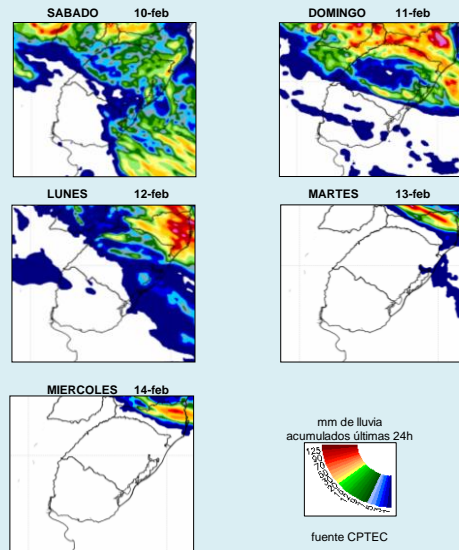 SABADO 10-feb
DOMINGO 11-feb
LUNES 12-feb
MARTES 13-feb
MIERCOLES 14-feb
mm de lluvia
acumulados últimas 24h
125
fuente CPTEC